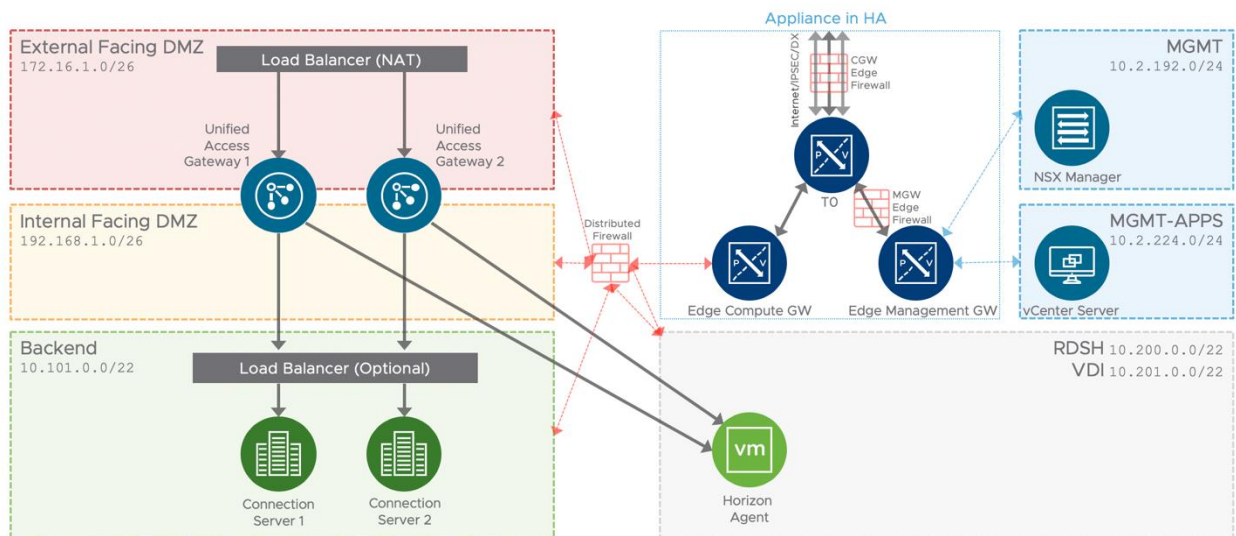 Appliance in HA
External Facing DMZ
172.16.1.0/26
Load Balancer (NAT)
Unified
Access
Gateway 1
Unified
Access
Gateway 2
Internal Facing DMZ
192.168.1.0/26
Distributed
Firewall
Backend
10.101.0.0/22
Load Balancer (Optional)
Connection
Server 1
Connection
Server 2
Internet/IPSEC/DX
CGW
Edge
Firewall
P V
T0
MGW
Edge
Firewall
P V
Edge Compute GW
P V
Edge Management GW
MGMT
10.2.192.0/24
NSX Manager
MGMT-APPS
10.2.224.0/24
vCenter Server
RDSH 10.200.0.0/22
VDI 10.201.0.0/22
vm
Horizon
Agent